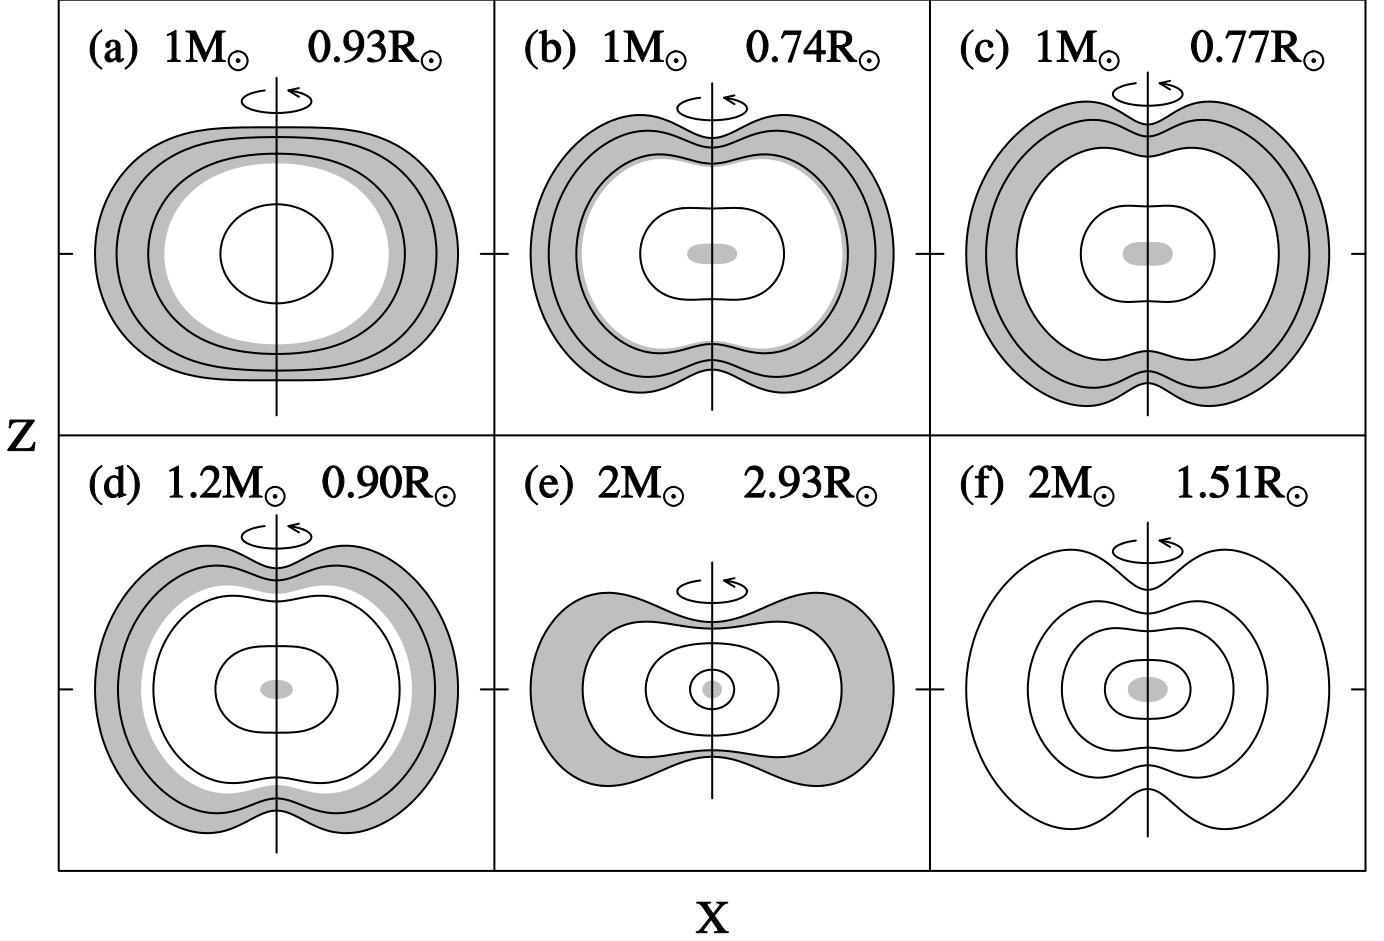 (a) 1M☉ 0.93R☉
(b) 1M☉ 0.74R☉
(c) 1M☉ 0.77R☉
Z
(d) 1.2M☉ 0.90R☉
(e) 2M☉ 2.93R☉
(f) 2M☉ 1.51R☉
X